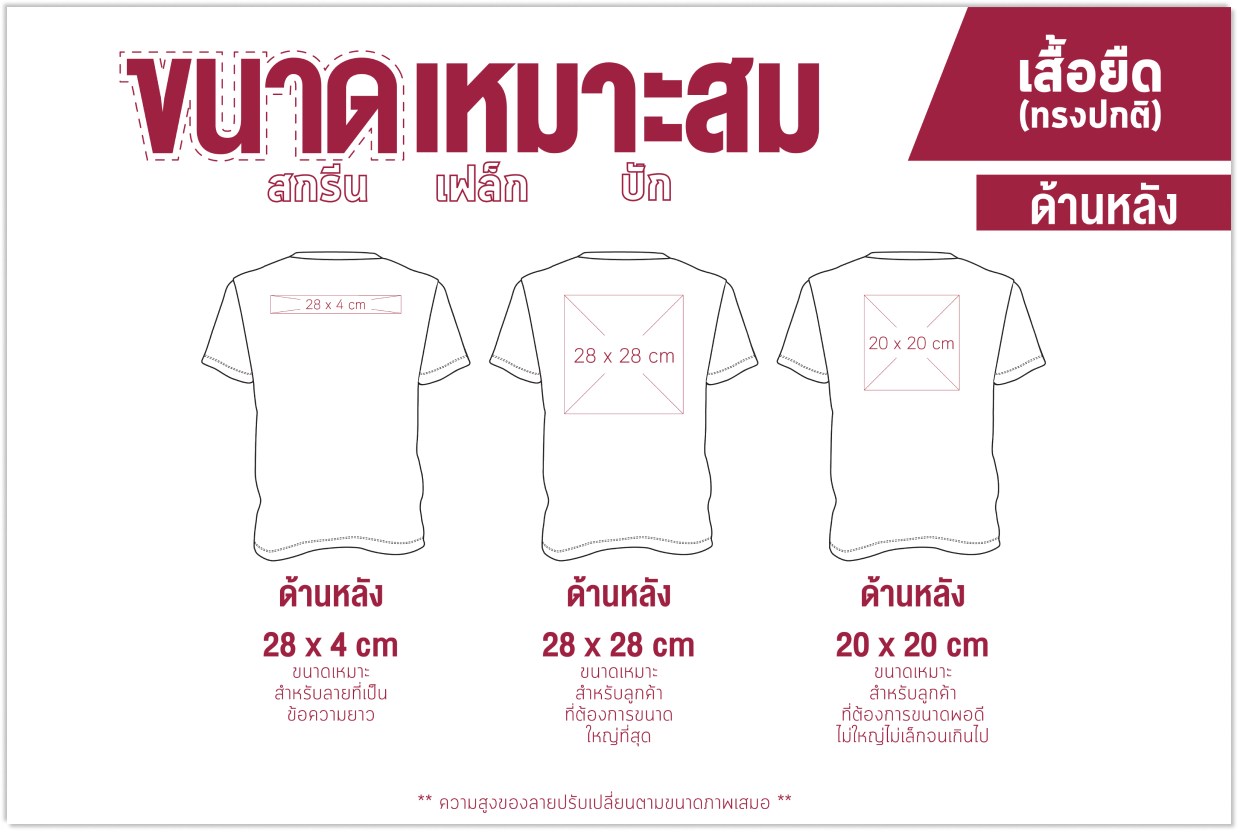 ขนาดเหมาะสม
สกรีน เฟล็ก ปัก
เสื้อยืด
(ทรงปกติ)
ด้านหลัง
28 x 4 cm
28 x 28 cm
20 x 20 cm
ด้านหลัง
28 x 4 cm
ขนาดเหมาะ
สำหรับลายที่เป็น
ข้อความยาว
ด้านหลัง
28 x 28 cm
ขนาดเหมาะ
สำหรับลูกค้า
ที่ต้องการขนาด
ใหญ่ที่สุด
ด้านหลัง
20 x 20 cm
ขนาดเหมาะ
สำหรับลูกค้า
ที่ต้องการขนาดพอดี
ไม่ใหญ่ไม่เล็กจนเกินไป
** ความสูงของลายปรับเปลี่ยนตามขนาดภาพเสมอ **